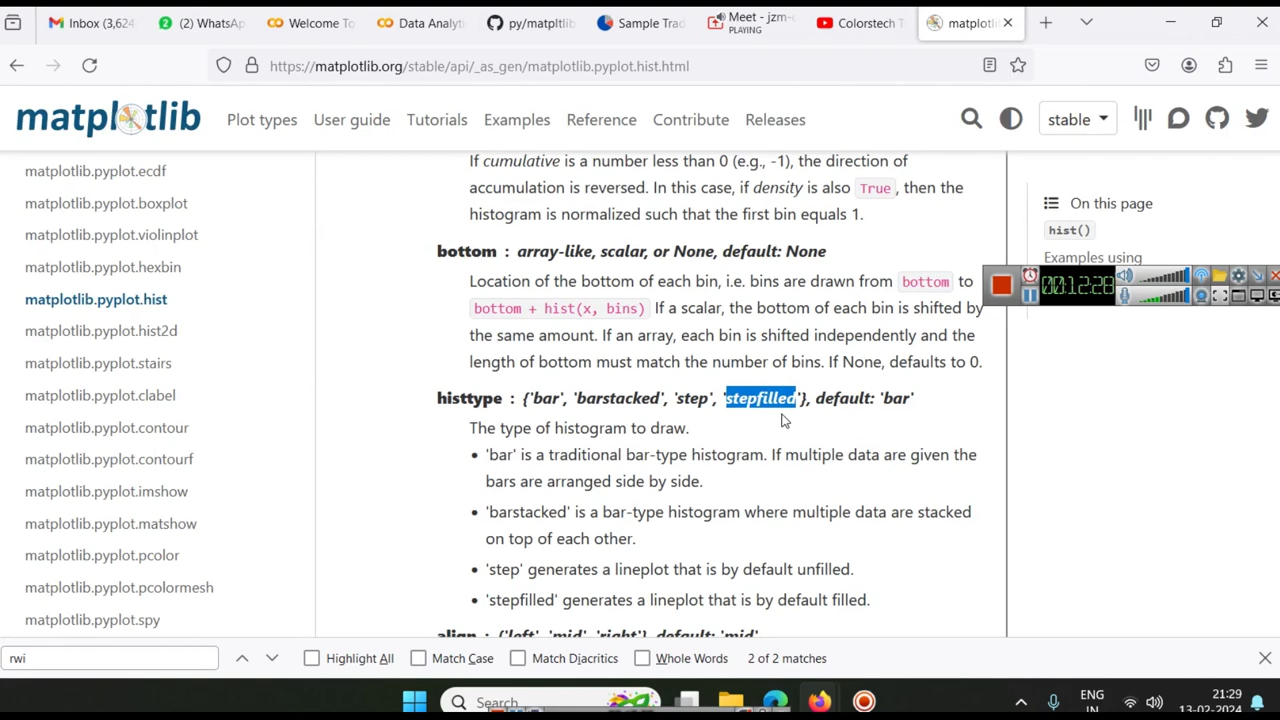 Inbox (3,624
(2) WhatsAp
Welcome To
Data Analyti
py/matpltlib
Sample Trad
Meet - jzm-
PLAYING
Colorstech T
matplotlib
https://matplotlib.org/stable/api/_as_gen/matplotlib.pyplot.hist.html
matplotlib
Plot types
User guide
Tutorials
Examples
Reference
Contribute
Releases
stable
matplotlib.pyplot.ecdf
matplotlib.pyplot.boxplot
matplotlib.pyplot.violinplot
matplotlib.pyplot.hexbin
matplotlib.pyplot.hist
matplotlib.pyplot.hist2d
matplotlib.pyplot.stairs
matplotlib.pyplot.clabel
matplotlib.pyplot.contour
matplotlib.pyplot.contourf
matplotlib.pyplot.imshow
matplotlib.pyplot.matshow
matplotlib.pyplot.pcolor
matplotlib.pyplot.pcolormesh
matplotlib.pyplot.spy
If cumulative is a number less than 0 (e.g., -1), the direction of
accumulation is reversed. In this case, if density is also True, then the
histogram is normalized such that the first bin equals 1.
bottom : array-like, scalar, or None, default: None
Location of the bottom of each bin, i.e. bins are drawn from bottom to
bottom + hist(x, bins) If a scalar, the bottom of each bin is shifted by
the same amount. If an array, each bin is shifted independently and the
length of bottom must match the number of bins. If None, defaults to 0.
histtype : {'bar', 'barstacked', 'step', 'stepfilled'}, default: 'bar'
The type of histogram to draw.
• 'bar' is a traditional bar-type histogram. If multiple data are given the
bars are arranged side by side.
• 'barstacked' is a bar-type histogram where multiple data are stacked
on top of each other.
• 'step' generates a lineplot that is by default unfilled.
• 'stepfilled' generates a lineplot that is by default filled.
align : {'left', 'mid', 'right'}, default: 'mid'
On this page
hist()
Examples using
00:12:28
rwi
Highlight All
Match Case
Match Diacritics
Whole Words
2 of 2 matches
Search
ENG
IN
21:29
13-02-2024